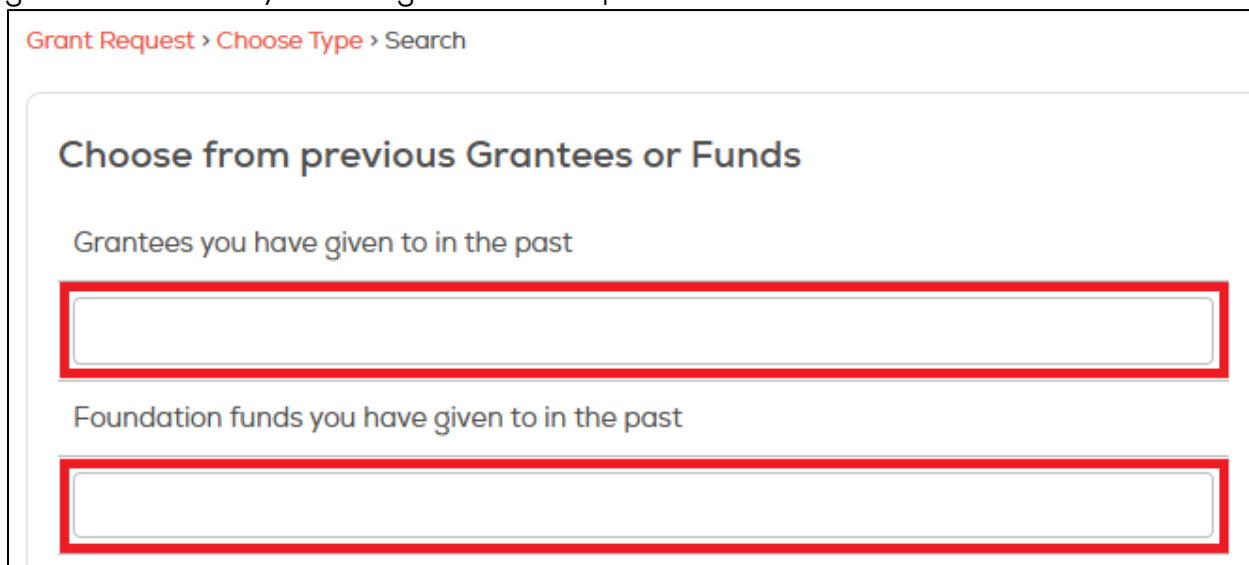 Grant Request › Choose Type › Search
Choose from previous Grantees or Funds
Grantees you have given to in the past
Foundation funds you have given to in the past